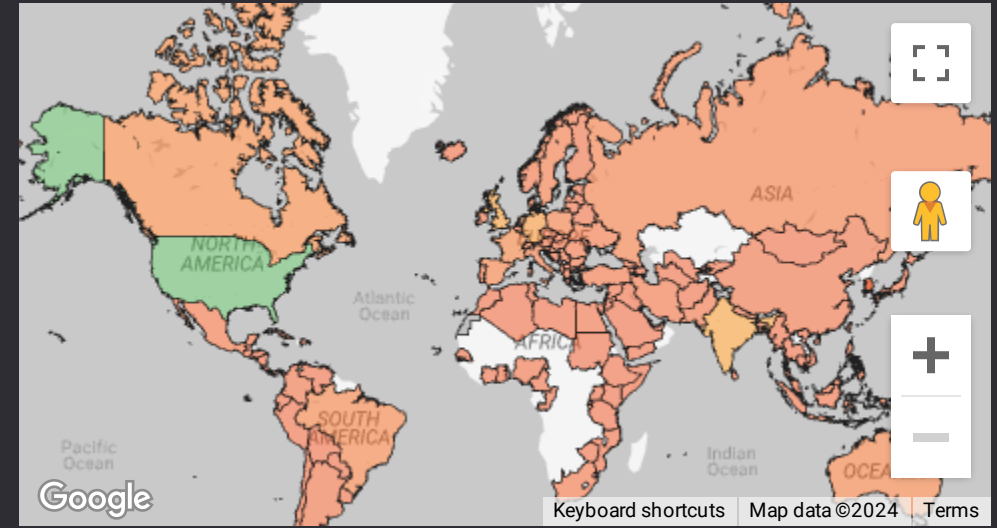 ASIA
NORTH
AMERICA
Atlantic
Ocean
AFRICA
SOUTH
AMERICA
Pacific
Ocean
Indian
Ocean
OCEA
Google
Keyboard shortcuts
Map data ©2024
Terms